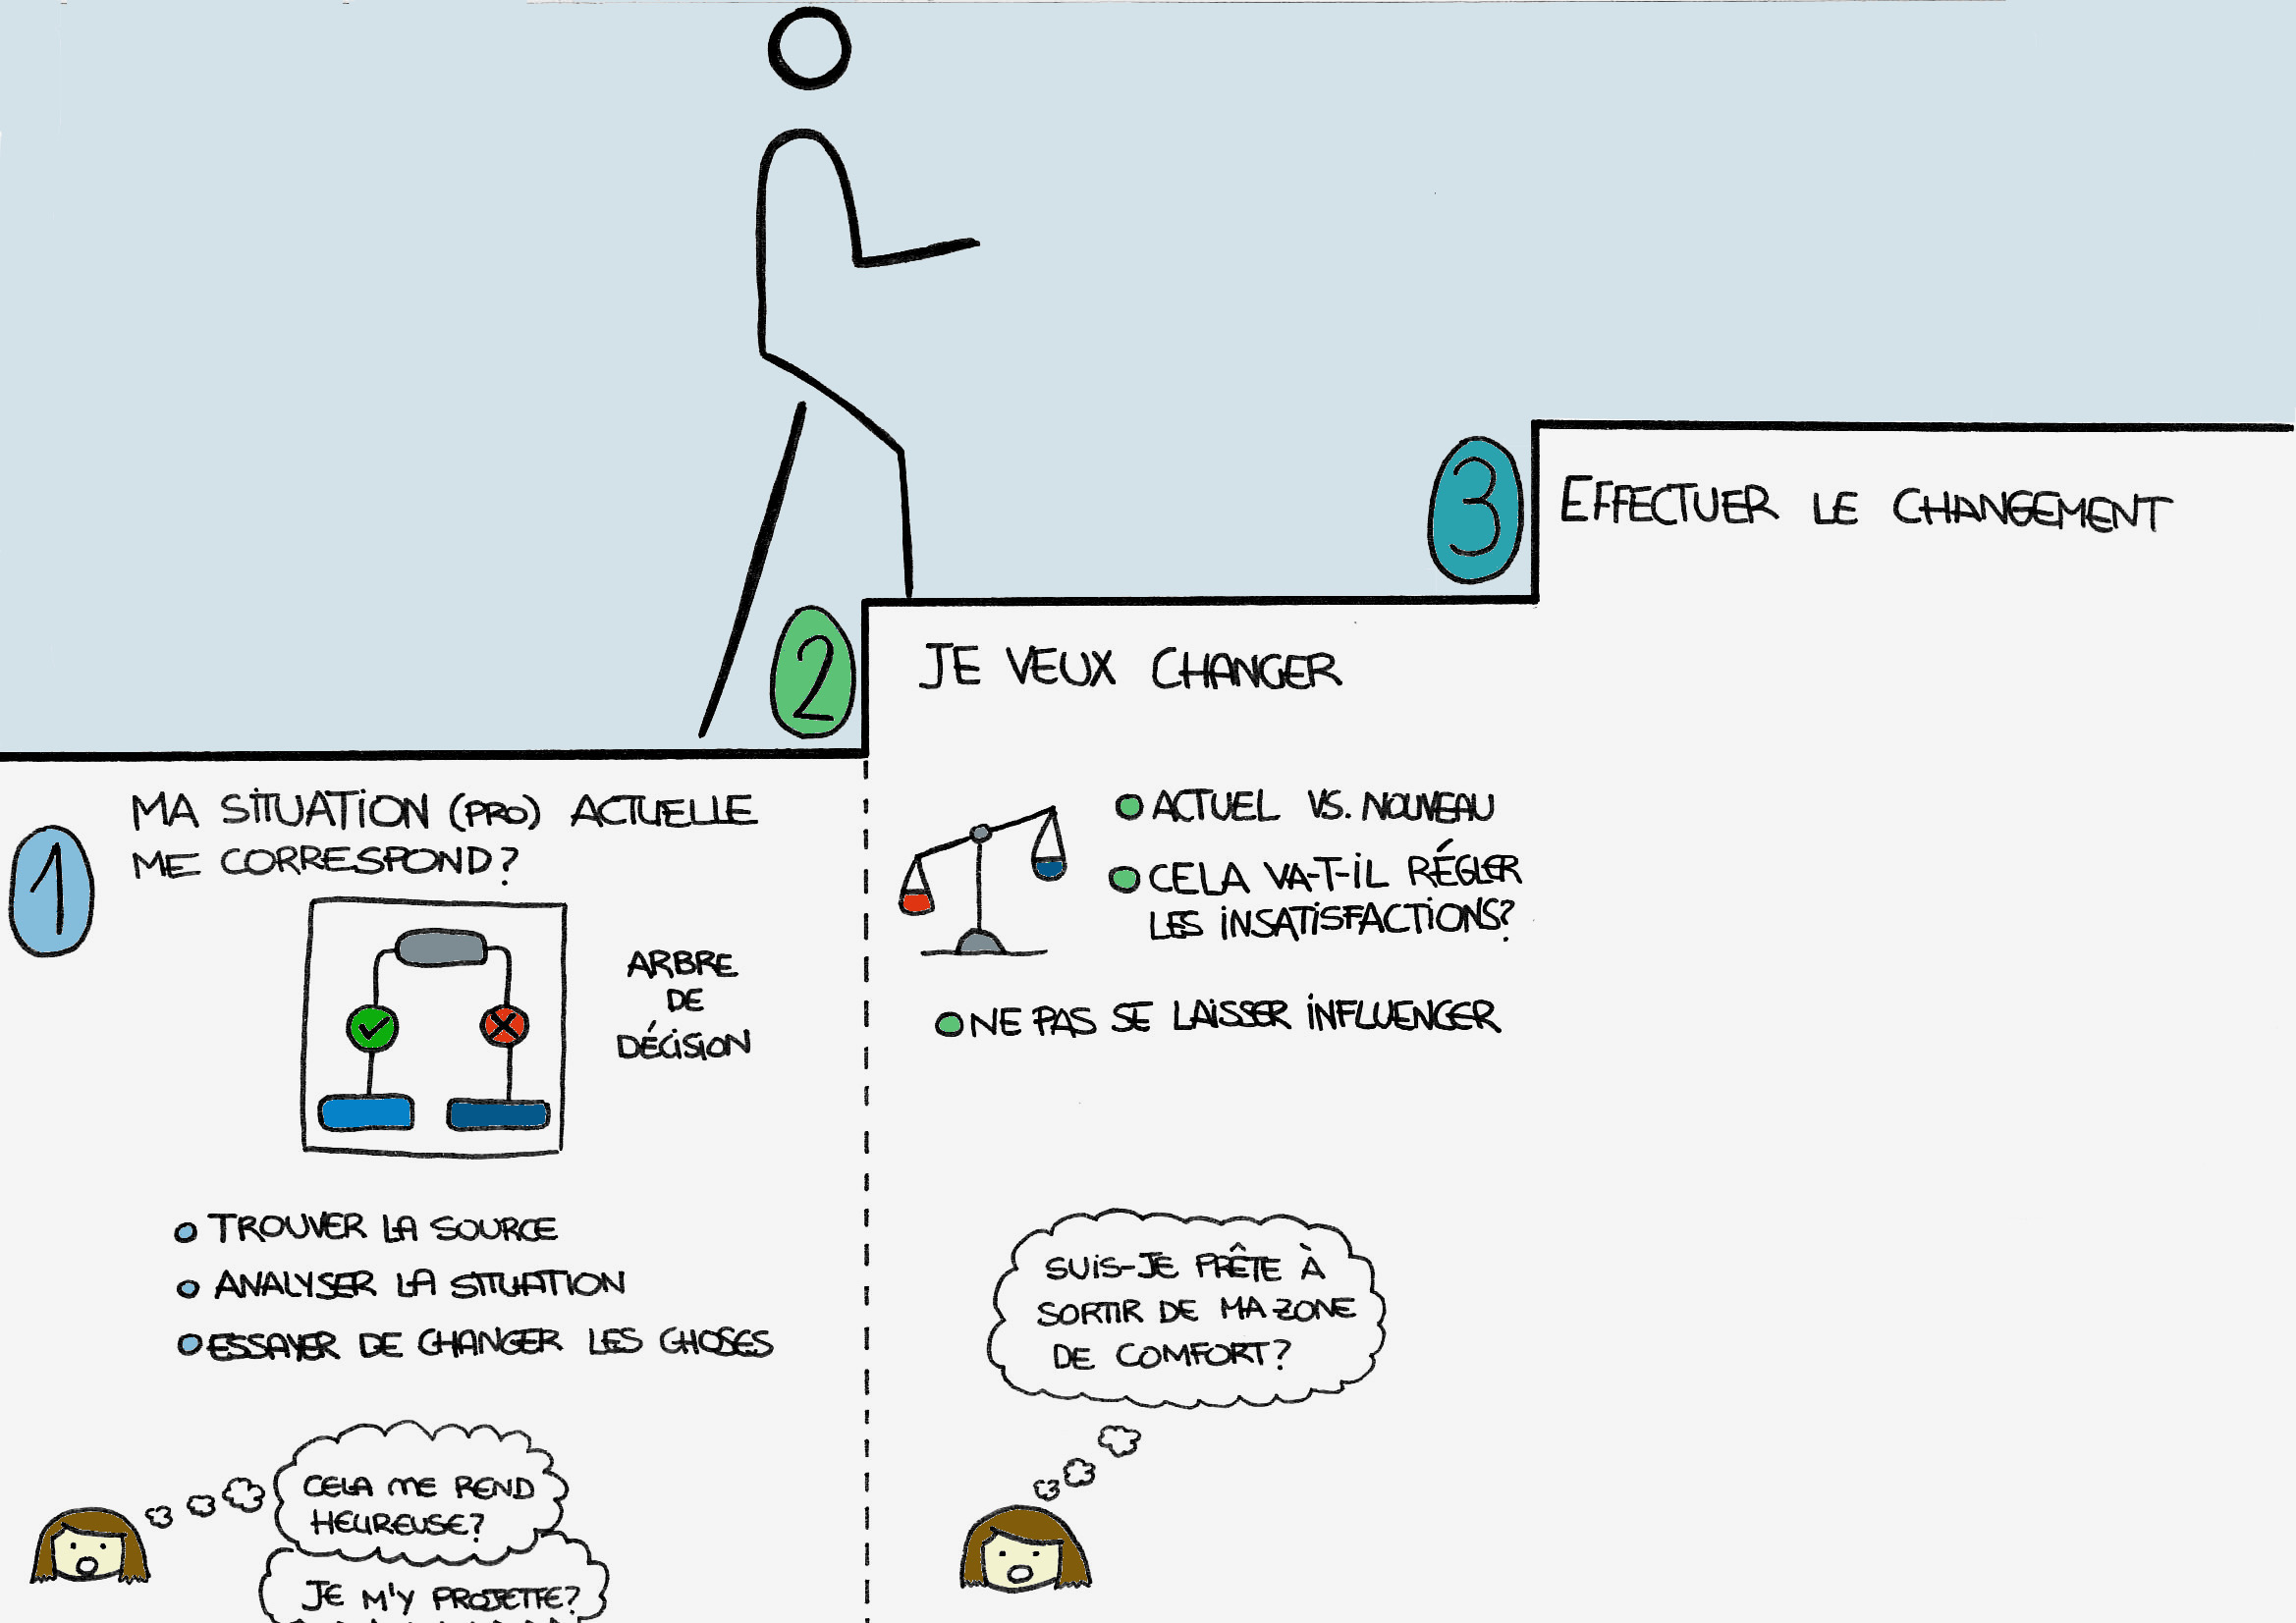 1
MA SITUATION (PRO) ACTUELLE
ME CORRESPOND?
ARBRE
DE
DÉCISION
TROUVER LA SOURCE
ANALYSER LA SITUATION
ESSAYER DE CHANGER LES CHOSES
CELA ME REND
HEUREUSE?
JE M'Y PROJETTE?
2
JE VEUX CHANGER
ACTUEL VS. NOUVEAU
CELA VA-T-IL RÉGLER
LES INSATISFACTIONS?
NE PAS SE LAISSER INFLUENCER
SUIS-JE PRÊTE À
SORTIR DE MA ZONE
DE COMFORT?
3
EFFECTUER LE CHANGEMENT